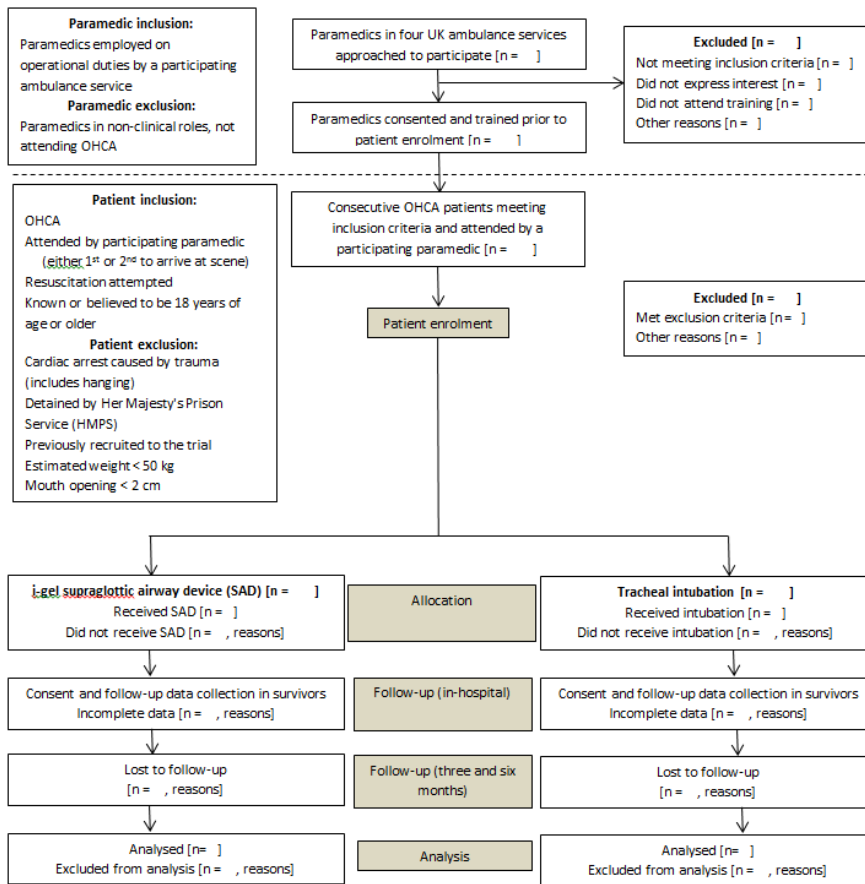 Paramedic inclusion:
Paramedics employed on
operational duties by a participating
ambulance service
Paramedic exclusion:
Paramedics in non-clinical roles, not
attending OHCA
Paramedics in four UK ambulance services
approached to participate [n = ]
Excluded [n = ]
Not meeting inclusion criteria [n = ]
Did not express interest [n = ]
Did not attend training [n = ]
Other reasons [n = ]
Paramedics consented and trained prior to
patient enrolment [n = ]
Patient inclusion:
OHCA
Attended by participating paramedic
(either 1st or 2nd to arrive at scene)
Resuscitation attempted
Known or believed to be 18 years of
age or older
Patient exclusion:
Cardiac arrest caused by trauma
(includes hanging)
Detained by Her Majesty's Prison
Service (HMPS)
Previously recruited to the trial
Estimated weight < 50 kg
Mouth opening < 2 cm
Consecutive OHCA patients meeting
inclusion criteria and attended by a
participating paramedic [n = ]
Patient enrolment
Excluded [n = ]
Met exclusion criteria [n = ]
Other reasons [n = ]
i-gel supraglottic airway device (SAD) [n = ]
Received SAD [n = ]
Did not receive SAD [n = , reasons]
Allocation
Tracheal intubation [n = ]
Received intubation [n = ]
Did not receive intubation [n = , reasons]
Consent and follow-up data collection in survivors
Incomplete data [n = , reasons]
Follow-up (in-hospital)
Consent and follow-up data collection in survivors
Incomplete data [n = , reasons]
Lost to follow-up
[n = , reasons]
Follow-up (three and six
months)
Lost to follow-up
[n = , reasons]
Analysed [n= ]
Excluded from analysis [n = , reasons]
Analysis
Analysed [n= ]
Excluded from analysis [n = , reasons]